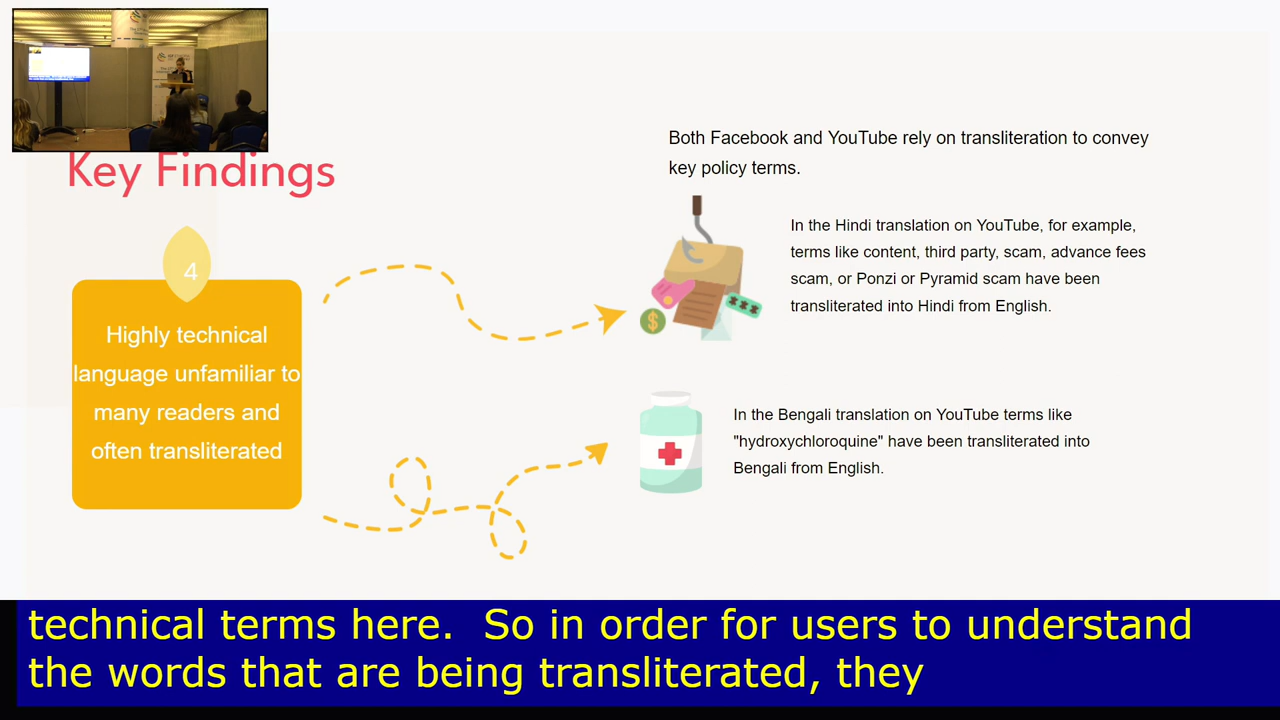 Key Findings
4
Highly technical
language unfamiliar to
many readers and
often transliterated
Both Facebook and YouTube rely on transliteration to convey
key policy terms.
In the Hindi translation on YouTube, for example,
terms like content, third party, scam, advance fees
scam, or Ponzi or Pyramid scam have been
transliterated into Hindi from English.
In the Bengali translation on YouTube terms like
"hydroxychloroquine" have been transliterated into
Bengali from English.
technical terms here.  So in order for users to understand
the words that are being transliterated, they